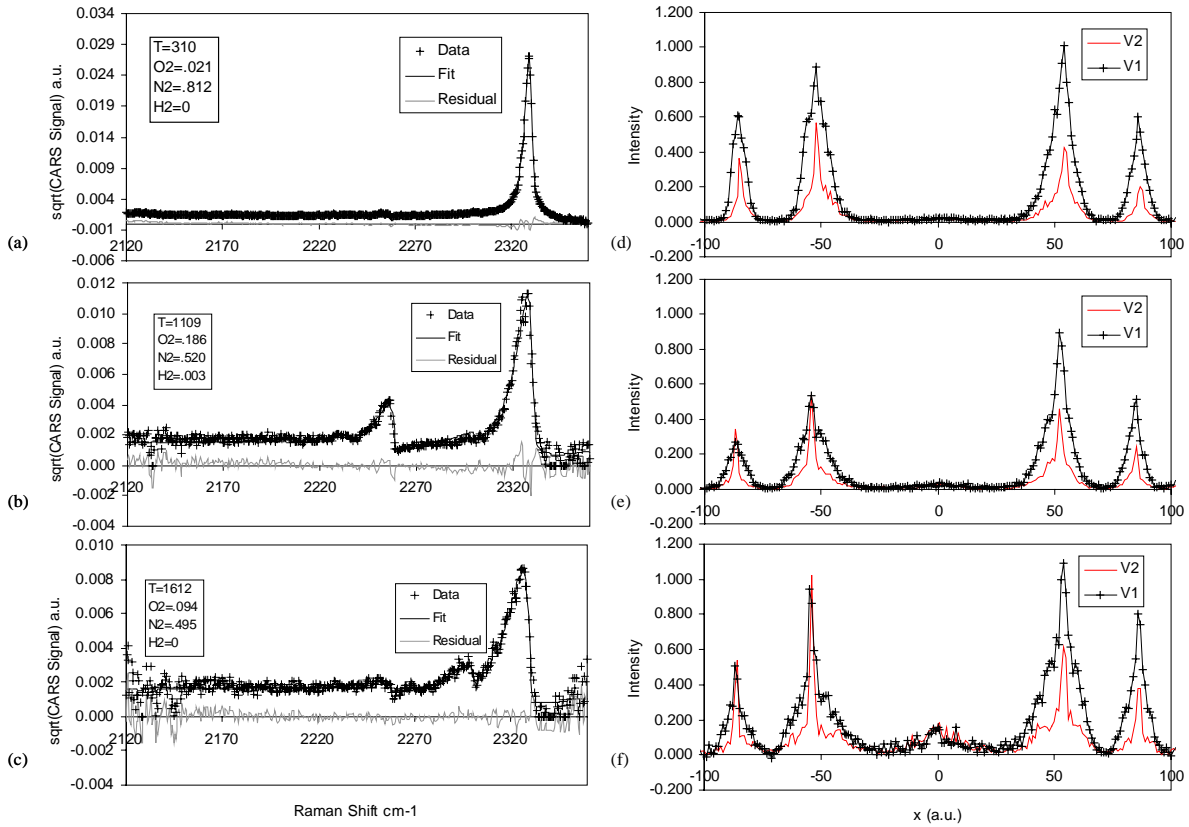 0.034
0.029
0.024
0.019
0.014
0.009
0.004
-0.001
-0.006
sqrt(CARS Signal) a.u.
T=310
O2=.021
N2=.812
H2=0
Data
Fit
Residual
2120
2170
2220
2270
2320
(a)
1.200
1.000
0.800
0.600
0.400
0.200
0.000
-0.200
Intensity
V2
V1
-100
-50
0
50
100
(d)
0.012
0.010
0.008
0.006
0.004
0.002
0.000
-0.002
-0.004
sqrt(CARS Signal) a.u.
T=1109
O2=.186
N2=.520
H2=.003
Data
Fit
Residual
2120
2170
2220
2270
2320
(b)
1.200
1.000
0.800
0.600
0.400
0.200
0.000
-0.200
Intensity
V2
V1
-100
-50
0
50
100
(e)
0.010
0.008
0.006
0.004
0.002
0.000
-0.002
-0.004
sqrt(CARS Signal) a.u.
T=1612
O2=.094
N2=.495
H2=0
Data
Fit
Residual
2120
2170
2220
2270
2320
(c)
Raman Shift cm-1
1.200
1.000
0.800
0.600
0.400
0.200
0.000
-0.200
Intensity
V2
V1
-100
-50
0
50
100
(f)
x (a.u.)